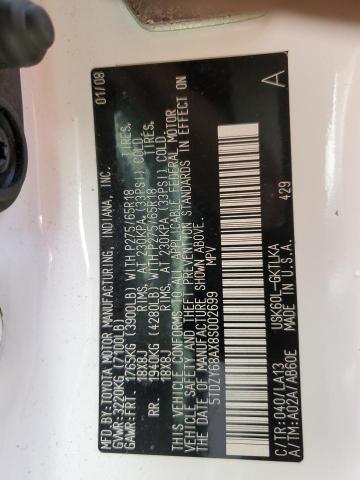 MFD.BY: TOYOTA MOTOR MANUFACTURING, INDIANA, INC. 01/08
GVWR: 3220KG (7100LB)
GAWR: FRT. 1765KG (3900LB) WITH P275/65R18 TIRES,
18X8J RIMS, AT 230KPA (33PSI) COLD.
RR. 1940KG (4280LB) WITH P275/65R18 TIRES,
18X8J RIMS, AT 230KPA (33PSI) COLD.
THIS VEHICLE CONFORMS TO ALL APPLICABLE FEDERAL MOTOR
VEHICLE SAFETY AND THEFT PREVENTION STANDARDS IN EFFECT ON
THE DATE OF MANUFACTURE SHOWN ABOVE.
5TDZY68AX8S002699 MPV
C/TR: 040/LA13 USK60L-GKTLKA A
A/TM: A02A/AB60E MADE IN U.S.A. 429